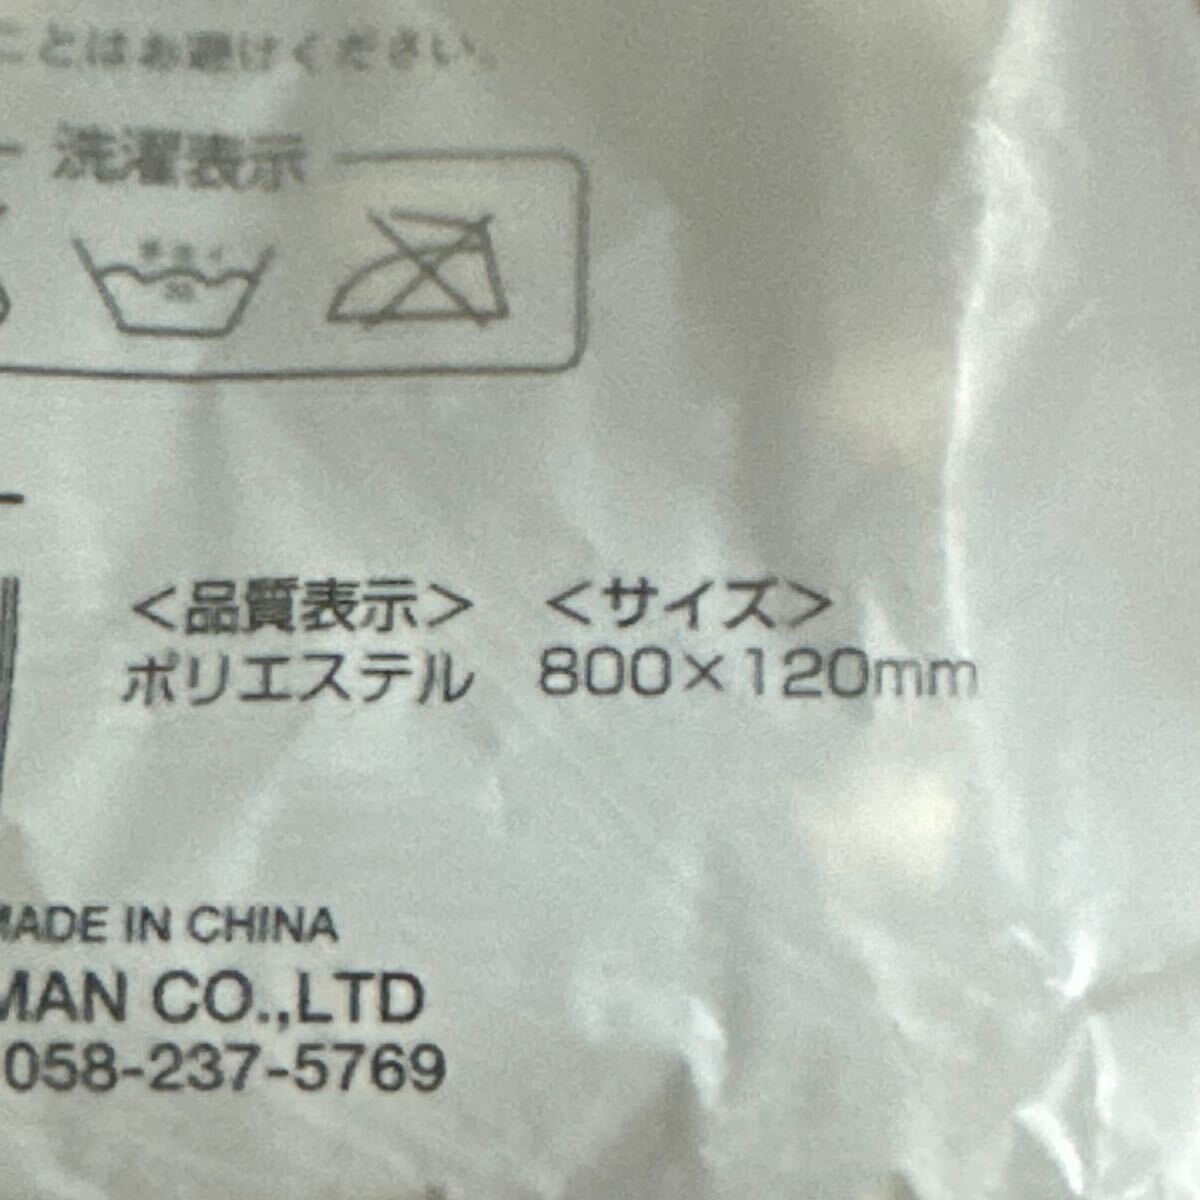 ことはお避けください。
洗濯表示
<品質表示> <サイズ>
ポリエステル 800×120mm
MADE IN CHINA
MAN CO.,LTD
058-237-5769